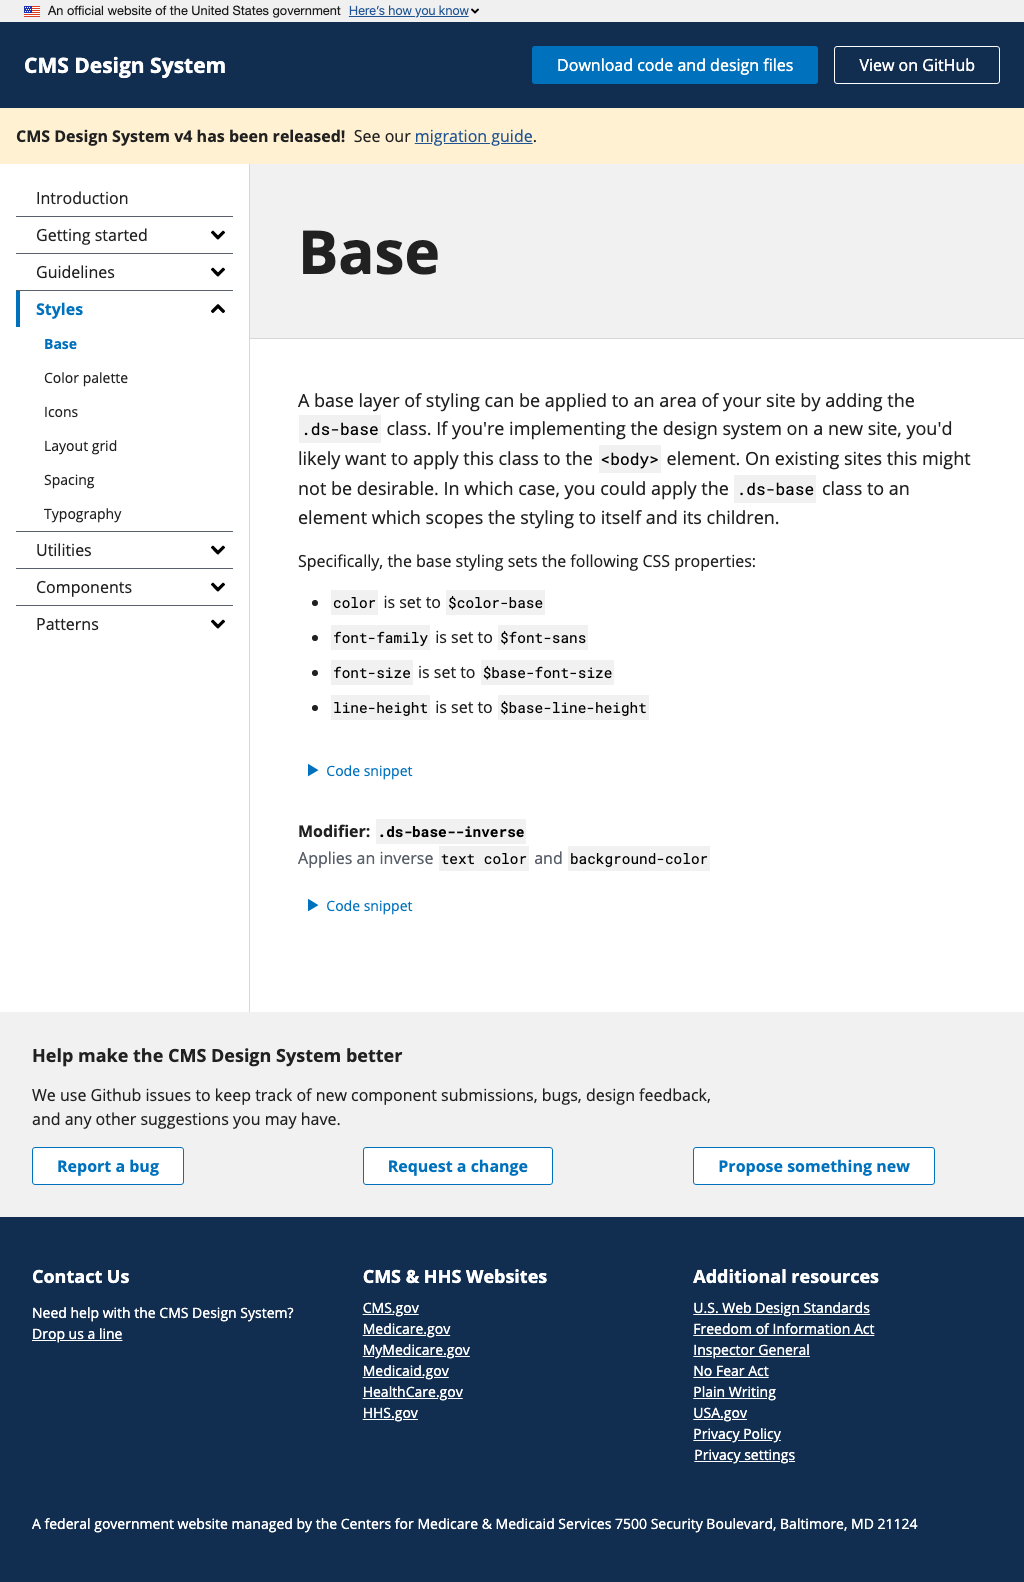 An official website of the United States government Here's how you know
CMS Design System
Download code and design files
View on GitHub
CMS Design System v4 has been released! See our migration guide.
Introduction
Getting started
Guidelines
Styles
Base
Color palette
Icons
Layout grid
Spacing
Typography
Utilities
Components
Patterns
Base
A base layer of styling can be applied to an area of your site by adding the
.ds-base class. If you're implementing the design system on a new site, you'd
likely want to apply this class to the <body> element. On existing sites this might
not be desirable. In which case, you could apply the .ds-base class to an
element which scopes the styling to itself and its children.
Specifically, the base styling sets the following CSS properties:
color is set to $color-base
font-family is set to $font-sans
font-size is set to $base-font-size
line-height is set to $base-line-height
Code snippet
Modifier: .ds-base--inverse
Applies an inverse text color and background-color
Code snippet
Help make the CMS Design System better
We use Github issues to keep track of new component submissions, bugs, design feedback,
and any other suggestions you may have.
Report a bug
Request a change
Propose something new
Contact Us
Need help with the CMS Design System?
Drop us a line
CMS & HHS Websites
CMS.gov
Medicare.gov
MyMedicare.gov
Medicaid.gov
HealthCare.gov
HHS.gov
Additional resources
U.S. Web Design Standards
Freedom of Information Act
Inspector General
No Fear Act
Plain Writing
USA.gov
Privacy Policy
Privacy settings
A federal government website managed by the Centers for Medicare & Medicaid Services 7500 Security Boulevard, Baltimore, MD 21124